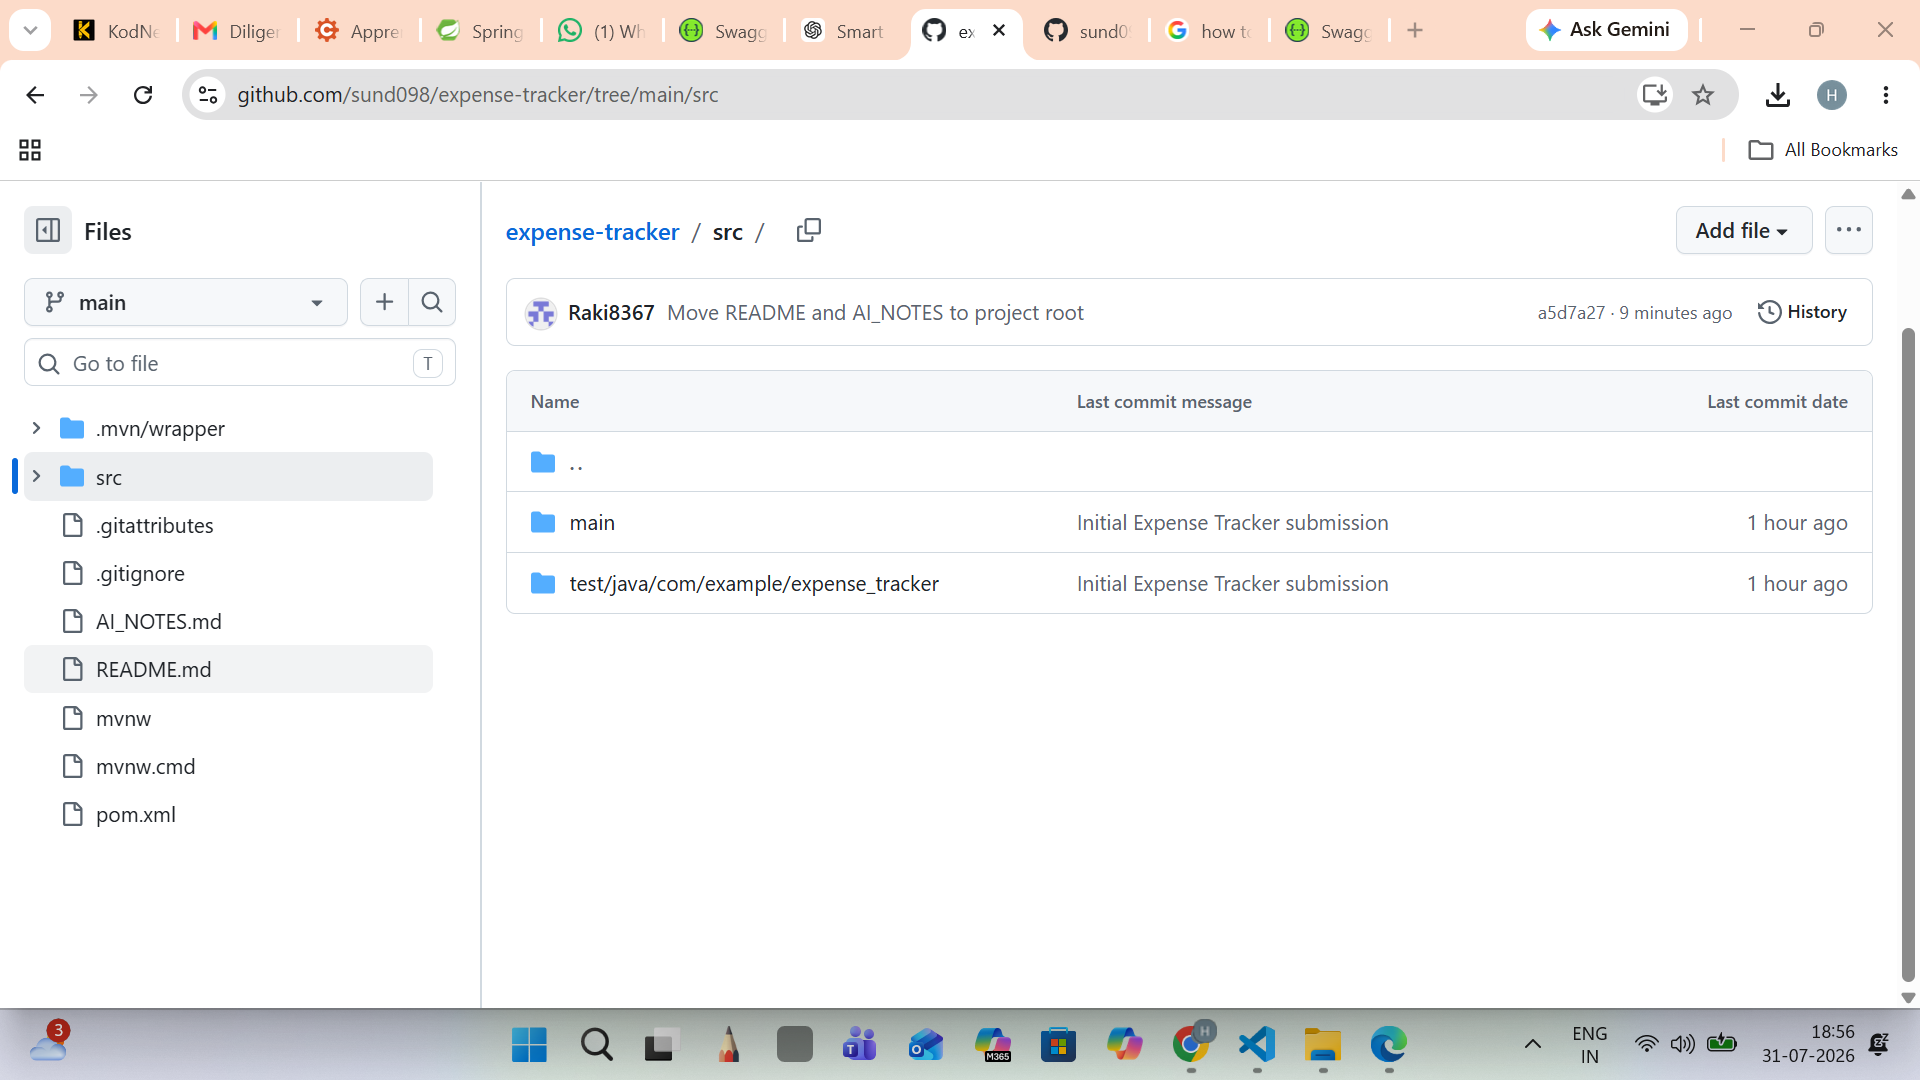 KodNe
Diliger
Appre
Spring
(1) Wh
Swagg
Smart
ex
sund09
how to
Swagg
Ask Gemini
github.com/sund098/expense-tracker/tree/main/src
H
All Bookmarks
Files
expense-tracker / src /
Add file
main
Raki8367 Move README and AI_NOTES to project root
a5d7a27 · 9 minutes ago
History
Go to file
T
Name Last commit message Last commit date
.mvn/wrapper
..
src
main Initial Expense Tracker submission 1 hour ago
.gitattributes
.gitignore
test/java/com/example/expense_tracker Initial Expense Tracker submission 1 hour ago
AI_NOTES.md
README.md
mvnw
mvnw.cmd
pom.xml
3
M365
H
ENG
IN
18:56
31-07-2026